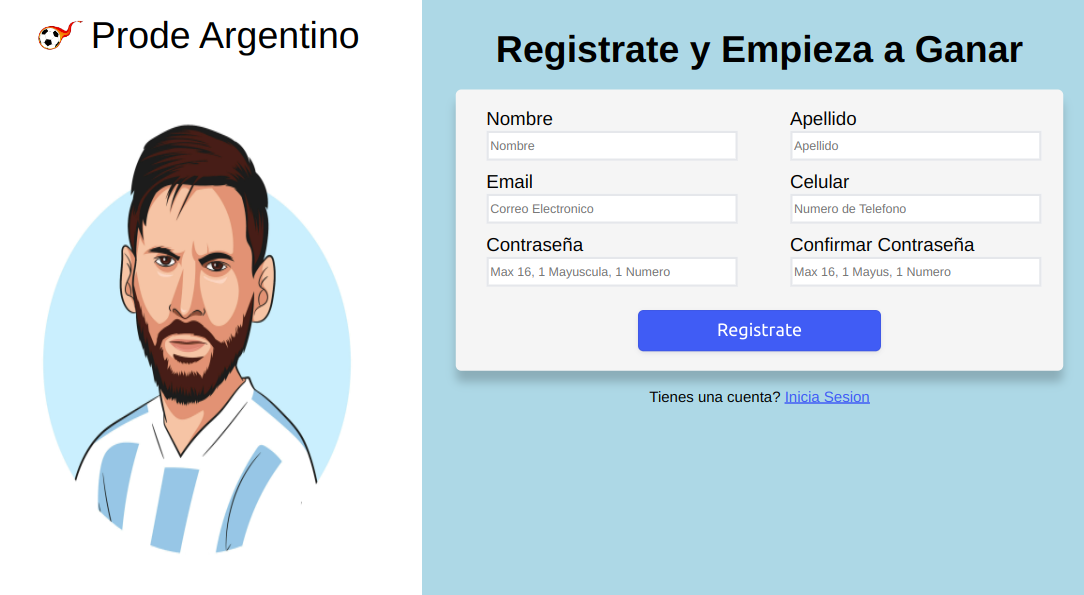 Prode Argentino
Registrate y Empieza a Ganar
Nombre
Nombre
Apellido
Apellido
Email
Correo Electronico
Celular
Numero de Telefono
Contraseña
Max 16, 1 Mayuscula, 1 Numero
Confirmar Contraseña
Max 16, 1 Mayus, 1 Numero
Registrate
Tienes una cuenta? Inicia Sesion